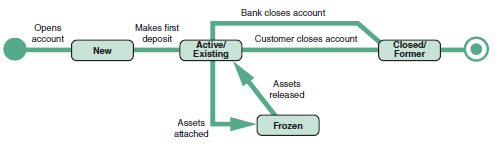 Bank closes account
Opens
account
Makes first
deposit
New
Active/
Existing
Customer closes account
Closed/
Former
Assets
released
Assets
attached
Frozen